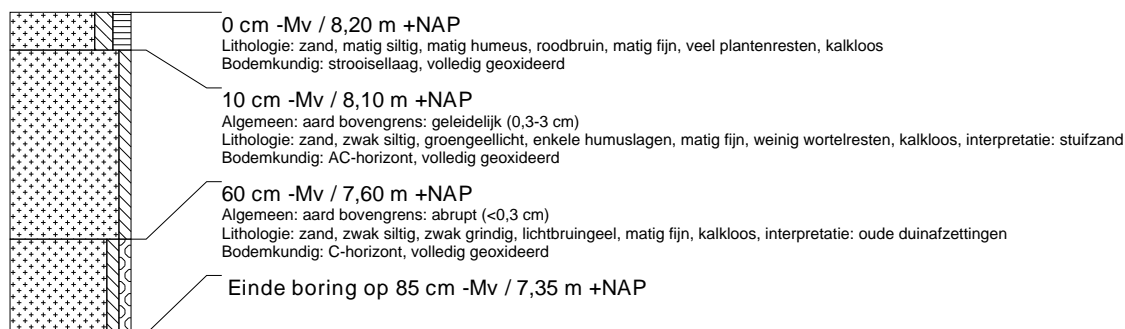 0 cm -Mv / 8,20 m +NAP
Lithologie: zand, matig siltig, matig humeus, roodbruin, matig fijn, veel plantenresten, kalkloos
Bodemkundig: strooisellaag, volledig geoxideerd
10 cm -Mv / 8,10 m +NAP
Algemeen: aard bovengrens: geleidelijk (0,3-3 cm)
Lithologie: zand, zwak siltig, groengeellicht, enkele humuslagen, matig fijn, weinig wortelresten, kalkloos, interpretatie: stuifzand
Bodemkundig: AC-horizont, volledig geoxideerd
60 cm -Mv / 7,60 m +NAP
Algemeen: aard bovengrens: abrupt (<0,3 cm)
Lithologie: zand, zwak siltig, zwak grindig, lichtbruingeel, matig fijn, kalkloos, interpretatie: oude duinafzettingen
Bodemkundig: C-horizont, volledig geoxideerd
Einde boring op 85 cm -Mv / 7,35 m +NAP